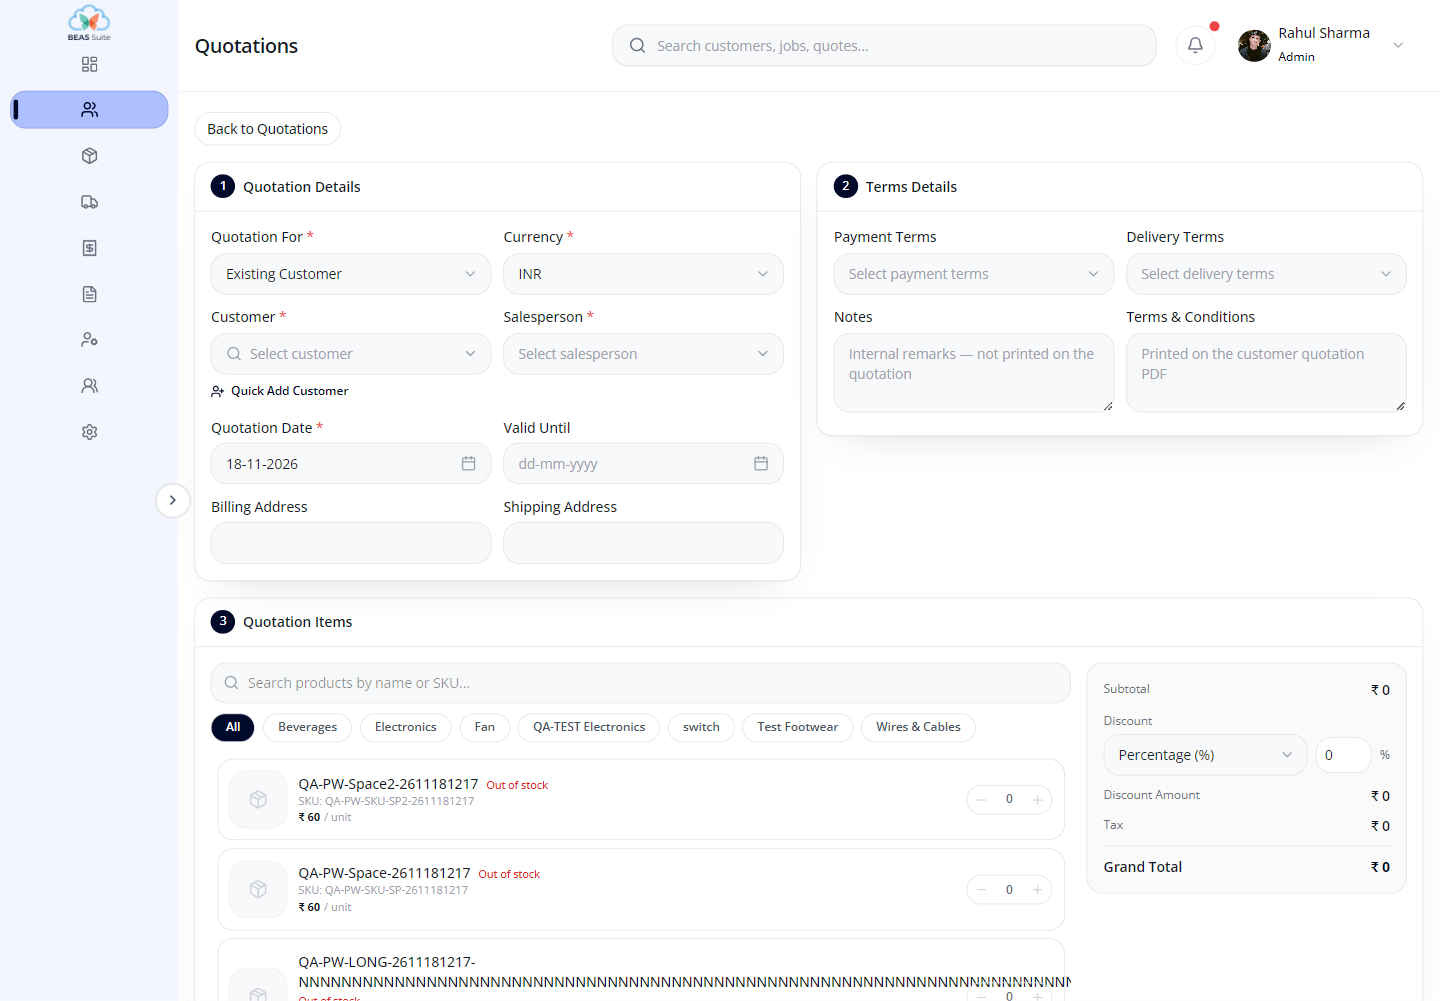 BEAS Suite
Quotations
Search customers, jobs, quotes...
Rahul Sharma
Admin
Back to Quotations
1 Quotation Details
Quotation For *
Currency *
Existing Customer
INR
Customer *
Salesperson *
Select customer
Select salesperson
Quick Add Customer
Quotation Date *
Valid Until
18-11-2026
dd-mm-yyyy
Billing Address
Shipping Address
2 Terms Details
Payment Terms
Delivery Terms
Select payment terms
Select delivery terms
Notes
Terms & Conditions
Internal remarks — not printed on the
quotation
Printed on the customer quotation
PDF
3 Quotation Items
Search products by name or SKU...
All Beverages Electronics Fan QA-TEST Electronics switch Test Footwear Wires & Cables
QA-PW-Space2-2611181217 Out of stock
SKU: QA-PW-SKU-SP2-2611181217
₹ 60 / unit
0
QA-PW-Space-2611181217 Out of stock
SKU: QA-PW-SKU-SP-2611181217
₹ 60 / unit
0
QA-PW-LONG-2611181217-
Out of stock
0
Subtotal ₹ 0
Discount
Percentage (%) 0 %
Discount Amount ₹ 0
Tax ₹ 0
Grand Total ₹ 0